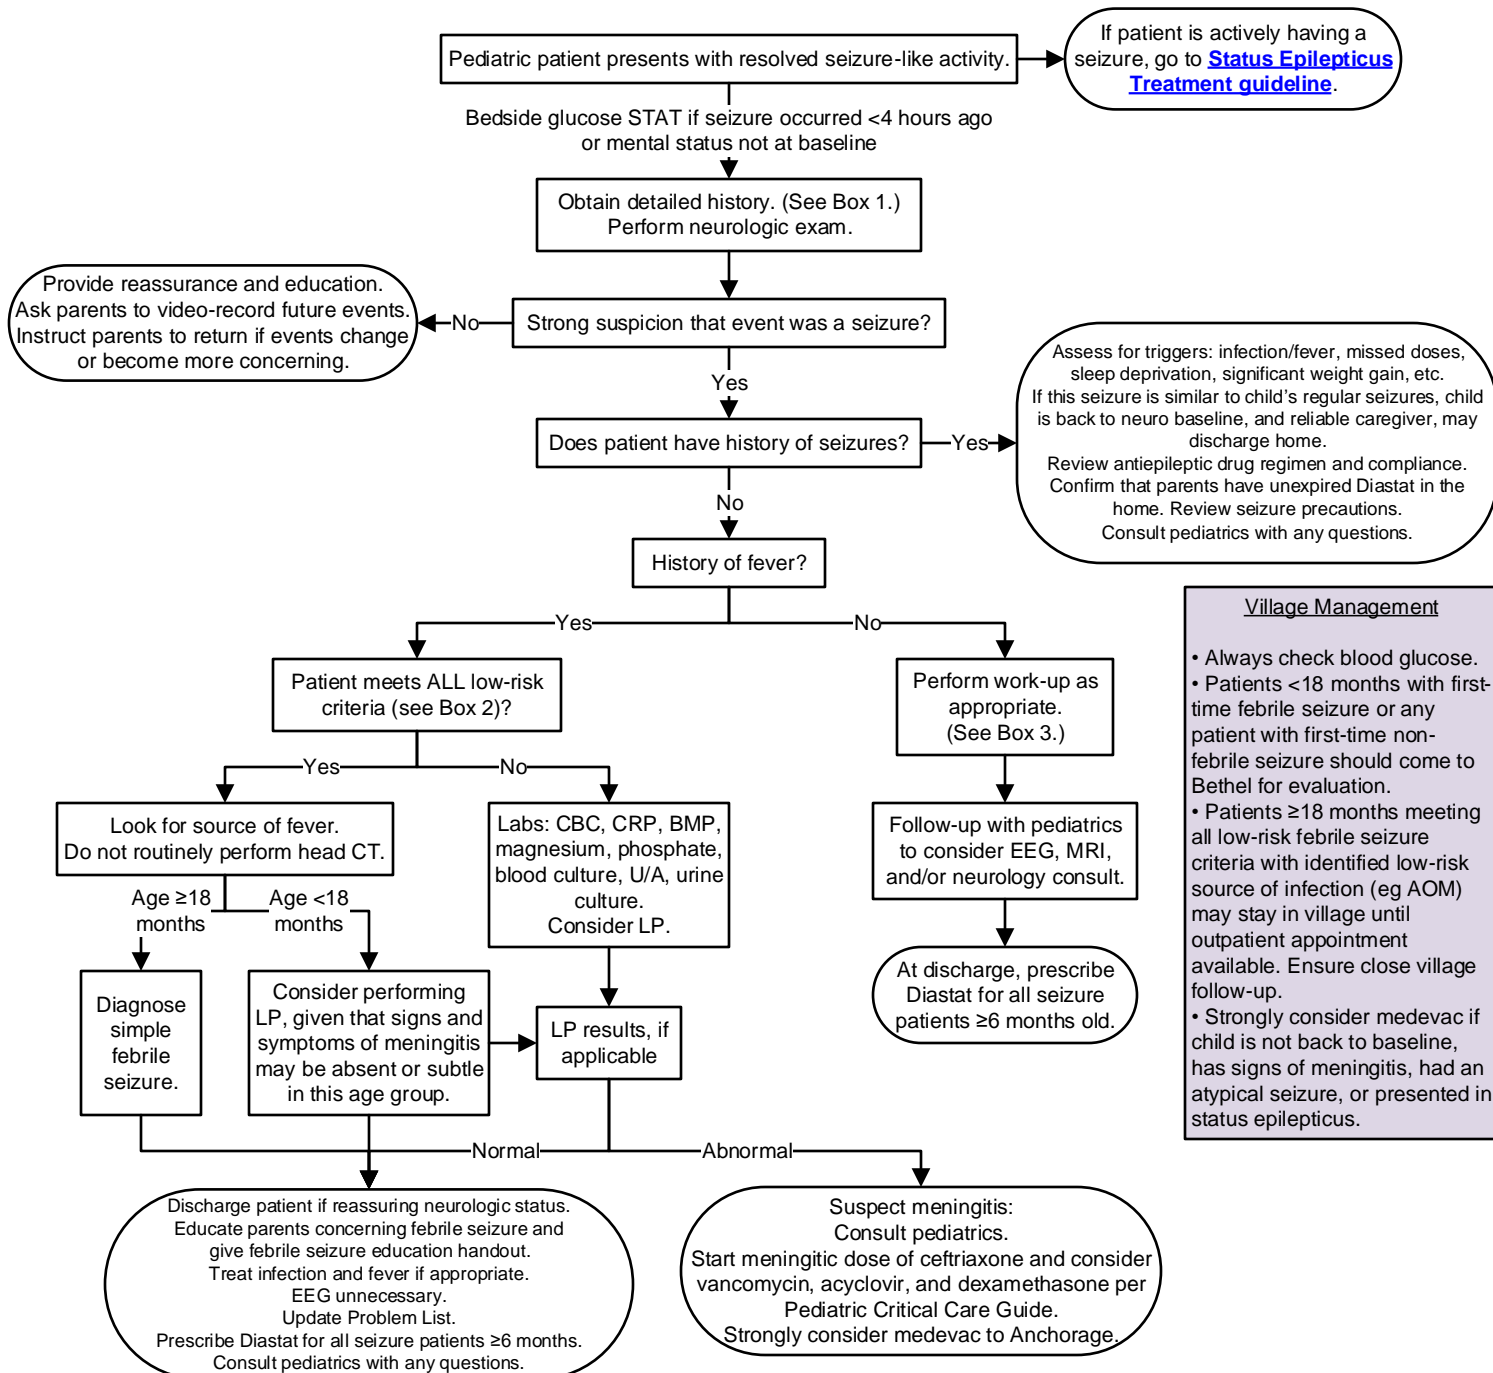 Pediatric patient presents with resolved seizure-like activity.
If patient is actively having a
seizure, go to Status Epilepticus
Treatment guideline.
Bedside glucose STAT if seizure occurred <4 hours ago
or mental status not at baseline
Obtain detailed history. (See Box 1.)
Perform neurologic exam.
Provide reassurance and education.
Ask parents to video-record future events.
Instruct parents to return if events change
or become more concerning.
No
Strong suspicion that event was a seizure?
Yes
Does patient have history of seizures?
Yes
Assess for triggers: infection/fever, missed doses,
sleep deprivation, significant weight gain, etc.
If this seizure is similar to child's regular seizures, child
is back to neuro baseline, and reliable caregiver, may
discharge home.
Review antiepileptic drug regimen and compliance.
Confirm that parents have unexpired Diastat in the
home. Review seizure precautions.
Consult pediatrics with any questions.
No
History of fever?
Yes
No
Patient meets ALL low-risk
criteria (see Box 2)?
Perform work-up as
appropriate.
(See Box 3.)
Yes
No
Look for source of fever.
Do not routinely perform head CT.
Labs: CBC, CRP, BMP,
magnesium, phosphate,
blood culture, U/A, urine
culture.
Consider LP.
Follow-up with pediatrics
to consider EEG, MRI,
and/or neurology consult.
Age ≥18
months
Age <18
months
Diagnose
simple
febrile
seizure.
Consider performing
LP, given that signs and
symptoms of meningitis
may be absent or subtle
in this age group.
LP results, if
applicable
At discharge, prescribe
Diastat for all seizure
patients ≥6 months old.
Normal
Abnormal
Discharge patient if reassuring neurologic status.
Educate parents concerning febrile seizure and
give febrile seizure education handout.
Treat infection and fever if appropriate.
EEG unnecessary.
Update Problem List.
Prescribe Diastat for all seizure patients ≥6 months.
Consult pediatrics with any questions.
Suspect meningitis:
Consult pediatrics.
Start meningitic dose of ceftriaxone and consider
vancomycin, acyclovir, and dexamethasone per
Pediatric Critical Care Guide.
Strongly consider medevac to Anchorage.
Village Management
• Always check blood glucose.
• Patients <18 months with first-
time febrile seizure or any
patient with first-time non-
febrile seizure should come to
Bethel for evaluation.
• Patients ≥18 months meeting
all low-risk febrile seizure
criteria with identified low-risk
source of infection (eg AOM)
may stay in village until
outpatient appointment
available. Ensure close village
follow-up.
• Strongly consider medevac if
child is not back to baseline,
has signs of meningitis, had an
atypical seizure, or presented in
status epilepticus.